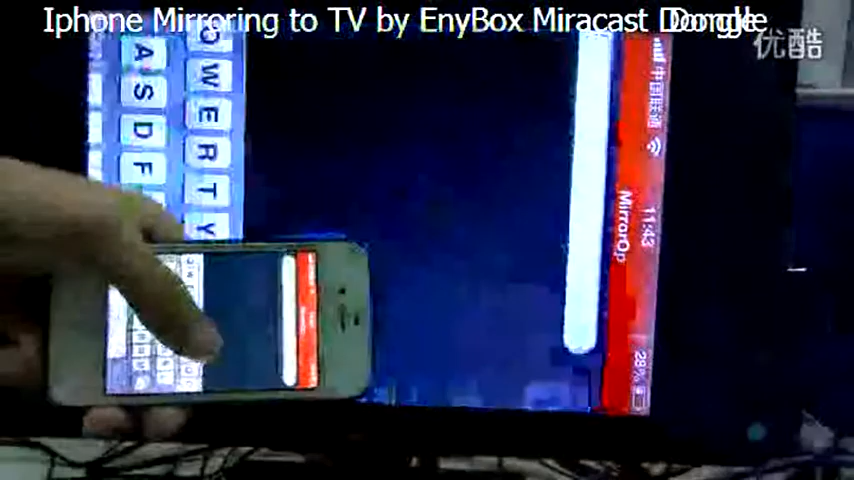 Iphone Mirroring to TV by EnyBox Miracast Dongle
优酷
中国联通
11:43
28%
MirrorOp
Q W E R T Y
A S D F